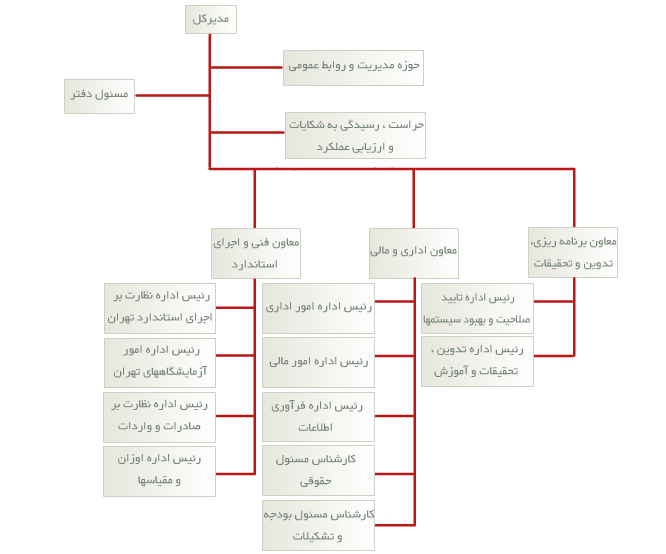 مدیرکل
حوزه مدیریت و روابط عمومی
مسئول دفتر
حراست ، رسیدگی به شکایات
و ارزیابی عملکرد
معاون برنامه ریزی،
تدوین و تحقیقات
معاون اداری و مالی
معاون فنی و اجرای
استاندارد
رئیس اداره تایید
صلاحیت و بهبود سیستمها
رئیس اداره تدوین ،
تحقیقات و آموزش
رئیس اداره امور اداری
رئیس اداره امور مالی
رئیس اداره فرآوری
اطلاعات
کارشناس مسئول
حقوقی
کارشناس مسئول بودجه
و تشکیلات
رئیس اداره نظارت بر
اجرای استاندارد تهران
رئیس اداره امور
آزمایشگاههای تهران
رئیس اداره نظارت بر
صادرات و واردات
رئیس اداره اوزان
و مقیاسها